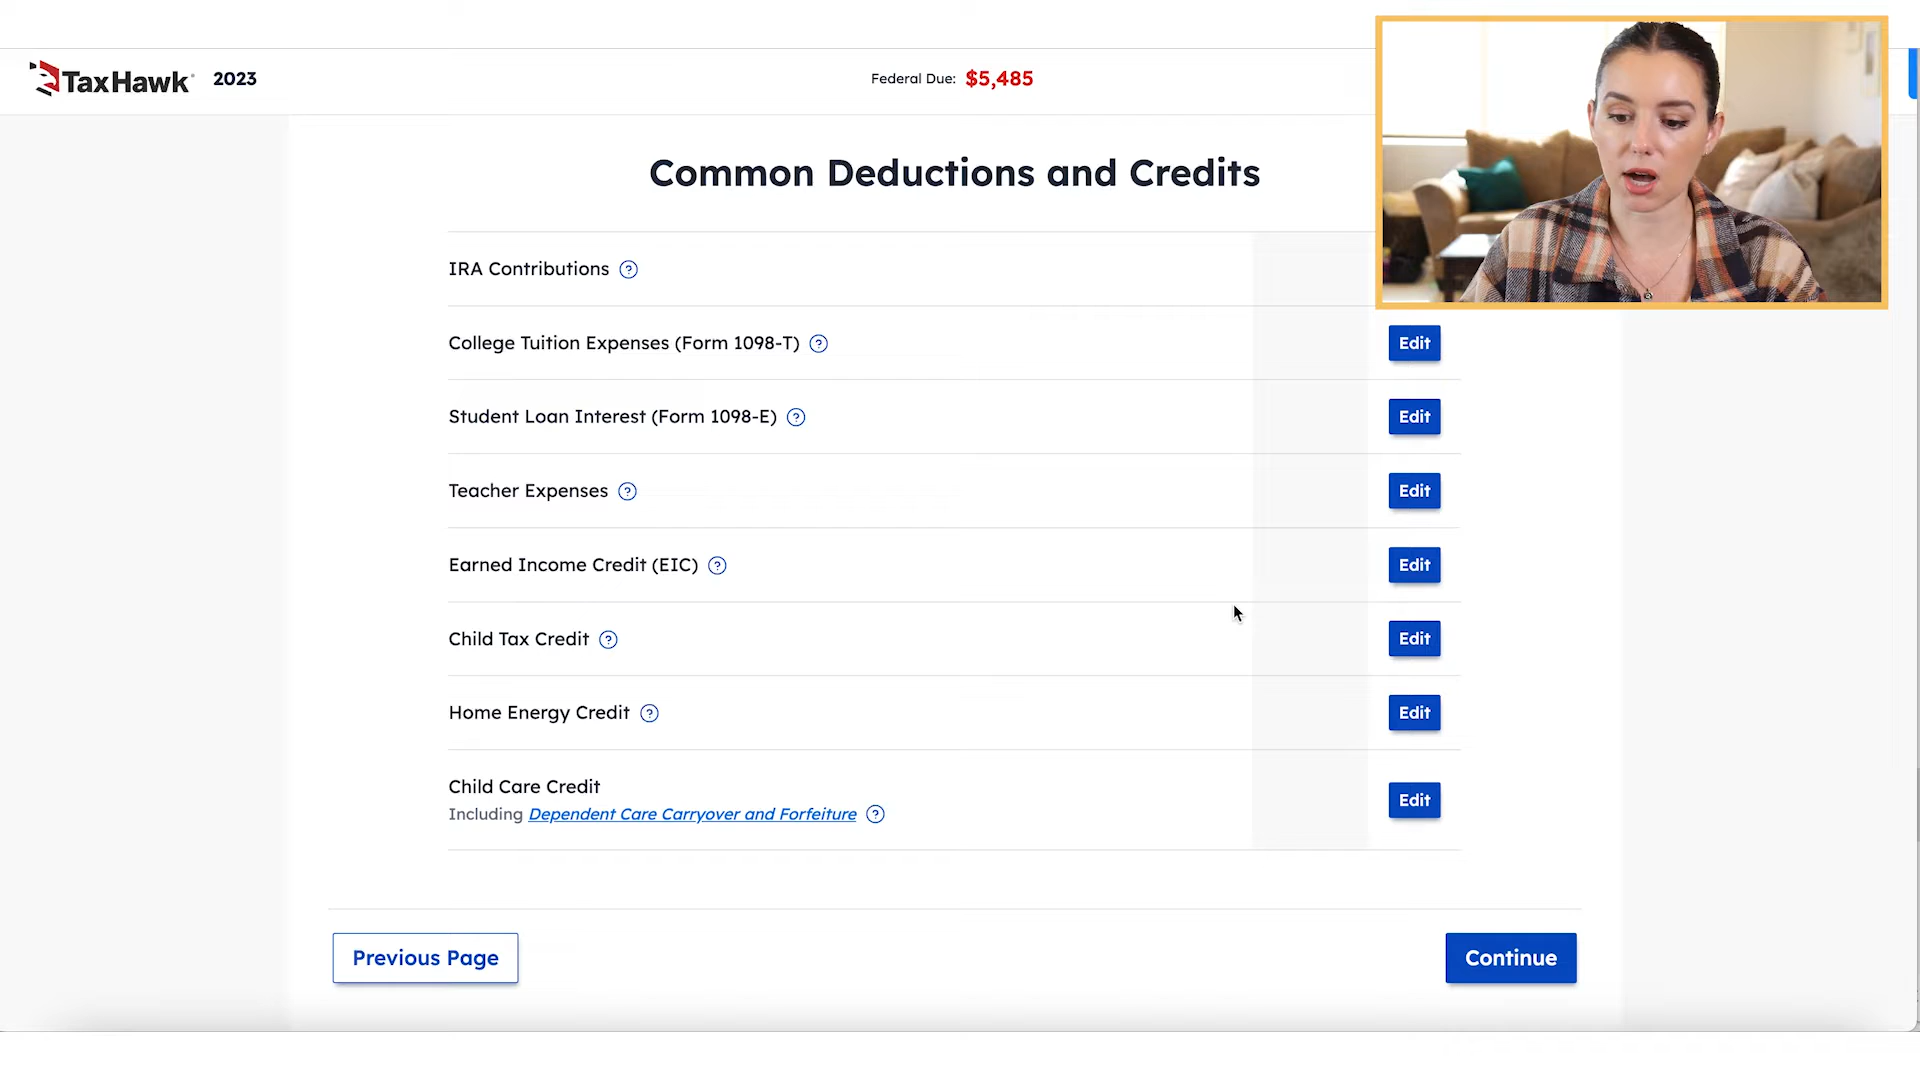 TaxHawk 2023
Federal Due: $5,485
Common Deductions and Credits
IRA Contributions ?
College Tuition Expenses (Form 1098-T) ? Edit
Student Loan Interest (Form 1098-E) ? Edit
Teacher Expenses ? Edit
Earned Income Credit (EIC) ? Edit
Child Tax Credit ? Edit
Home Energy Credit ? Edit
Child Care Credit
Including Dependent Care Carryover and Forfeiture ? Edit
Previous Page Continue